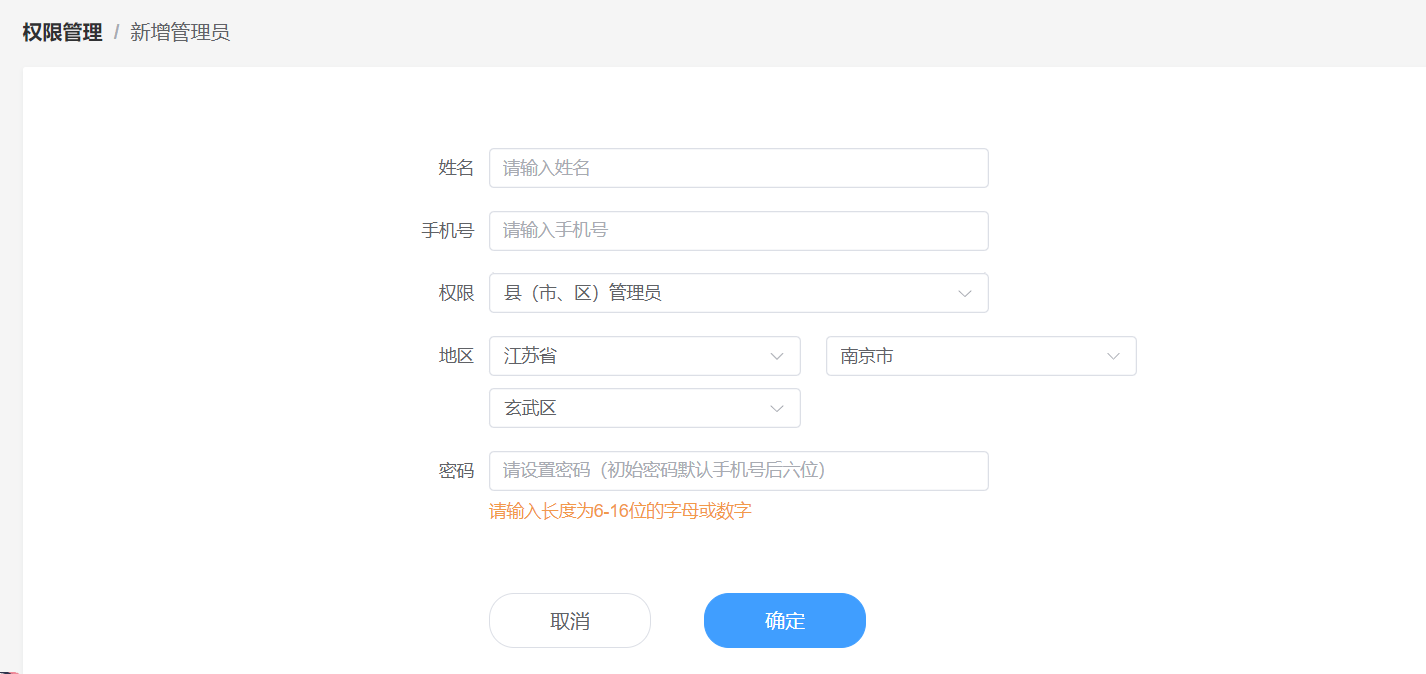 权限管理 / 新增管理员
姓名 请输入姓名
手机号 请输入手机号
权限 县（市、区）管理员
地区 江苏省 南京市
玄武区
密码 请设置密码（初始密码默认手机号后六位）
请输入长度为6-16位的字母或数字
取消 确定